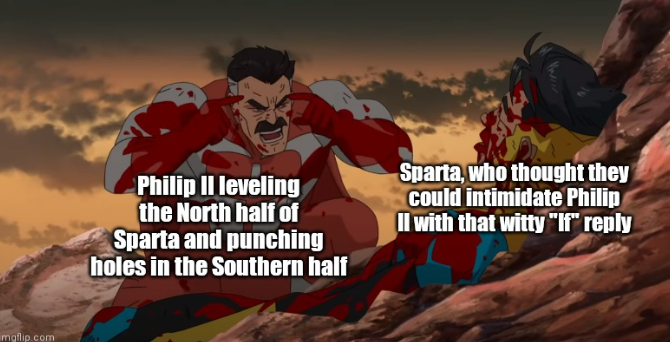 Philip II leveling
the North half of
Sparta and punching
holes in the Southern half
Sparta, who thought they
could intimidate Philip
II with that witty "If" reply
imgflip.com